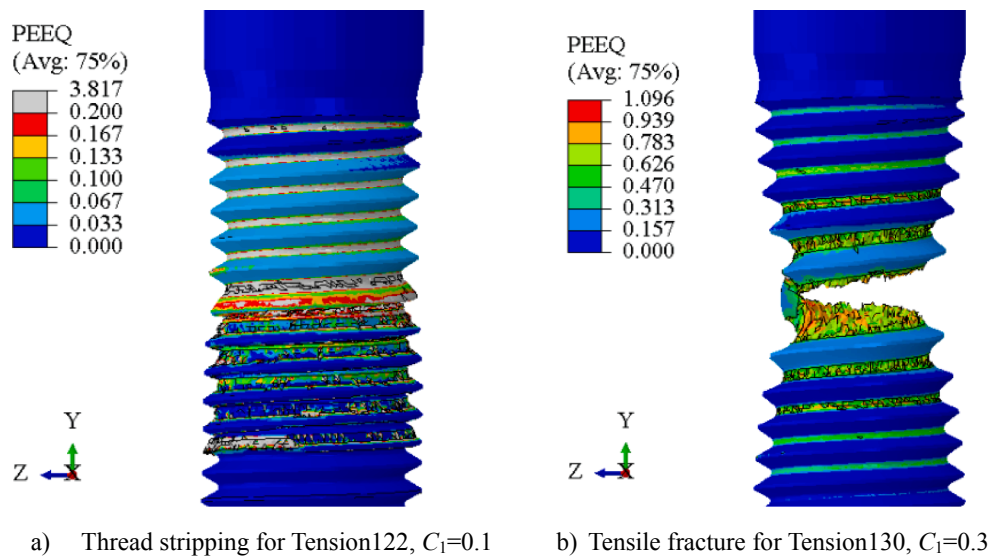 PEEQ
(Avg: 75%)
3.817
0.200
0.167
0.133
0.100
0.067
0.033
0.000
Y
Z
X
PEEQ
(Avg: 75%)
1.096
0.939
0.783
0.626
0.470
0.313
0.157
0.000
Y
Z
X
a) Thread stripping for Tension122, C₁=0.1
b) Tensile fracture for Tension130, C₁=0.3